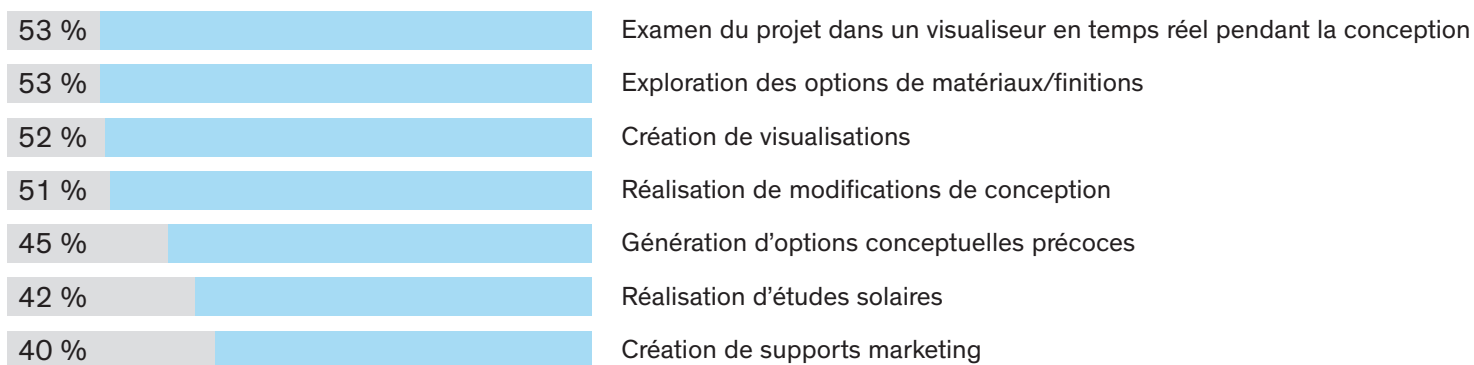 53 % Examen du projet dans un visualiseur en temps réel pendant la conception
53 % Exploration des options de matériaux/finitions
52 % Création de visualisations
51 % Réalisation de modifications de conception
45 % Génération d’options conceptuelles précoces
42 % Réalisation d’études solaires
40 % Création de supports marketing